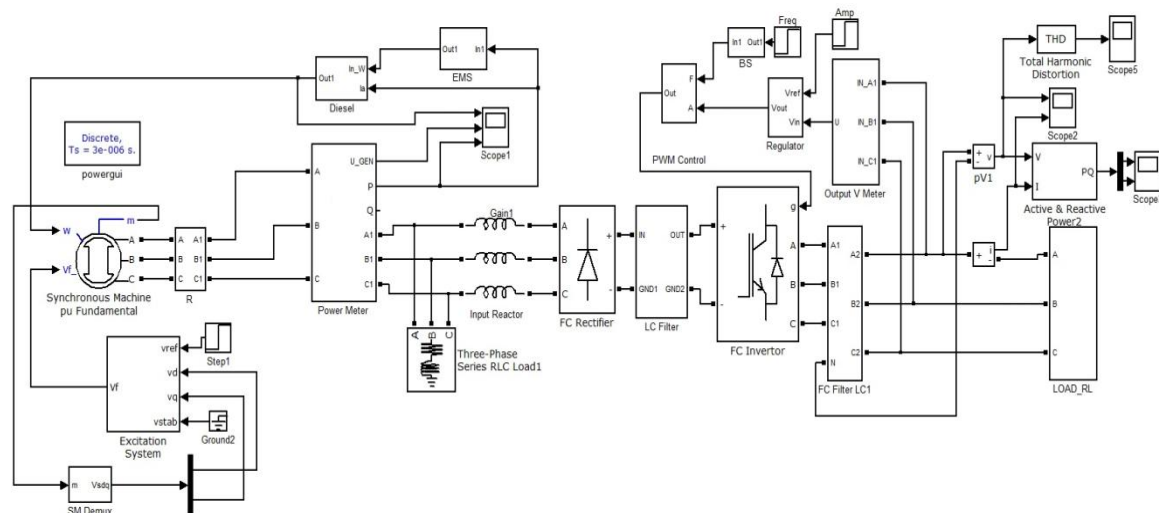 Freq
Amp
In1 Out1
BS
THD
Total Harmonic
Distortion
Scope5
Out1 In1
EMS
Out1 In_W
Ia
Diesel
Out F
A
Vref
Vout
Vin
Regulator
U IN_A1
IN_B1
IN_C1
Output V Meter
Scope2
Scope1
Discrete,
Ts = 3e-006 s.
powergui
PWM Control
+
-
v
pV1
V
I
PQ
Active & Reactive
Power2
Scope
U_GEN
P
Q
A
B
C
A1
B1
C1
Power Meter
Gain1
Input Reactor
A
B
C
+
-
FC Rectifier
IN OUT
GND1 GND2
LC Filter
+
-
g
A
B
C
FC Invertor
A1 A2
B1 B2
C1 C2
N
FC Filter LC1
+ i
-
A
B
C
LOAD_RL
m
w
Vf_
A
B
C
Synchronous Machine
pu Fundamental
A A1
B B1
C C1
R
A B C
Three-Phase
Series RLC Load1
Vf vref
vd
vq
vstab
Excitation
System
Step1
Ground2
m Vsdq
SM Demux